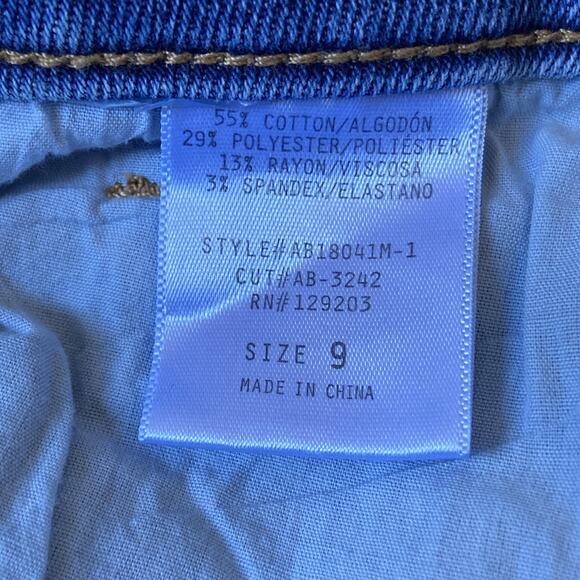 55% COTTON/ALGODÓN
29% POLYESTER/POLIÉSTER
13% RAYON/VISCOSA
3% SPANDEX/ELASTANO
STYLE#AB18041M-1
CUT#AB-3242
RN#129203
SIZE 9
MADE IN CHINA